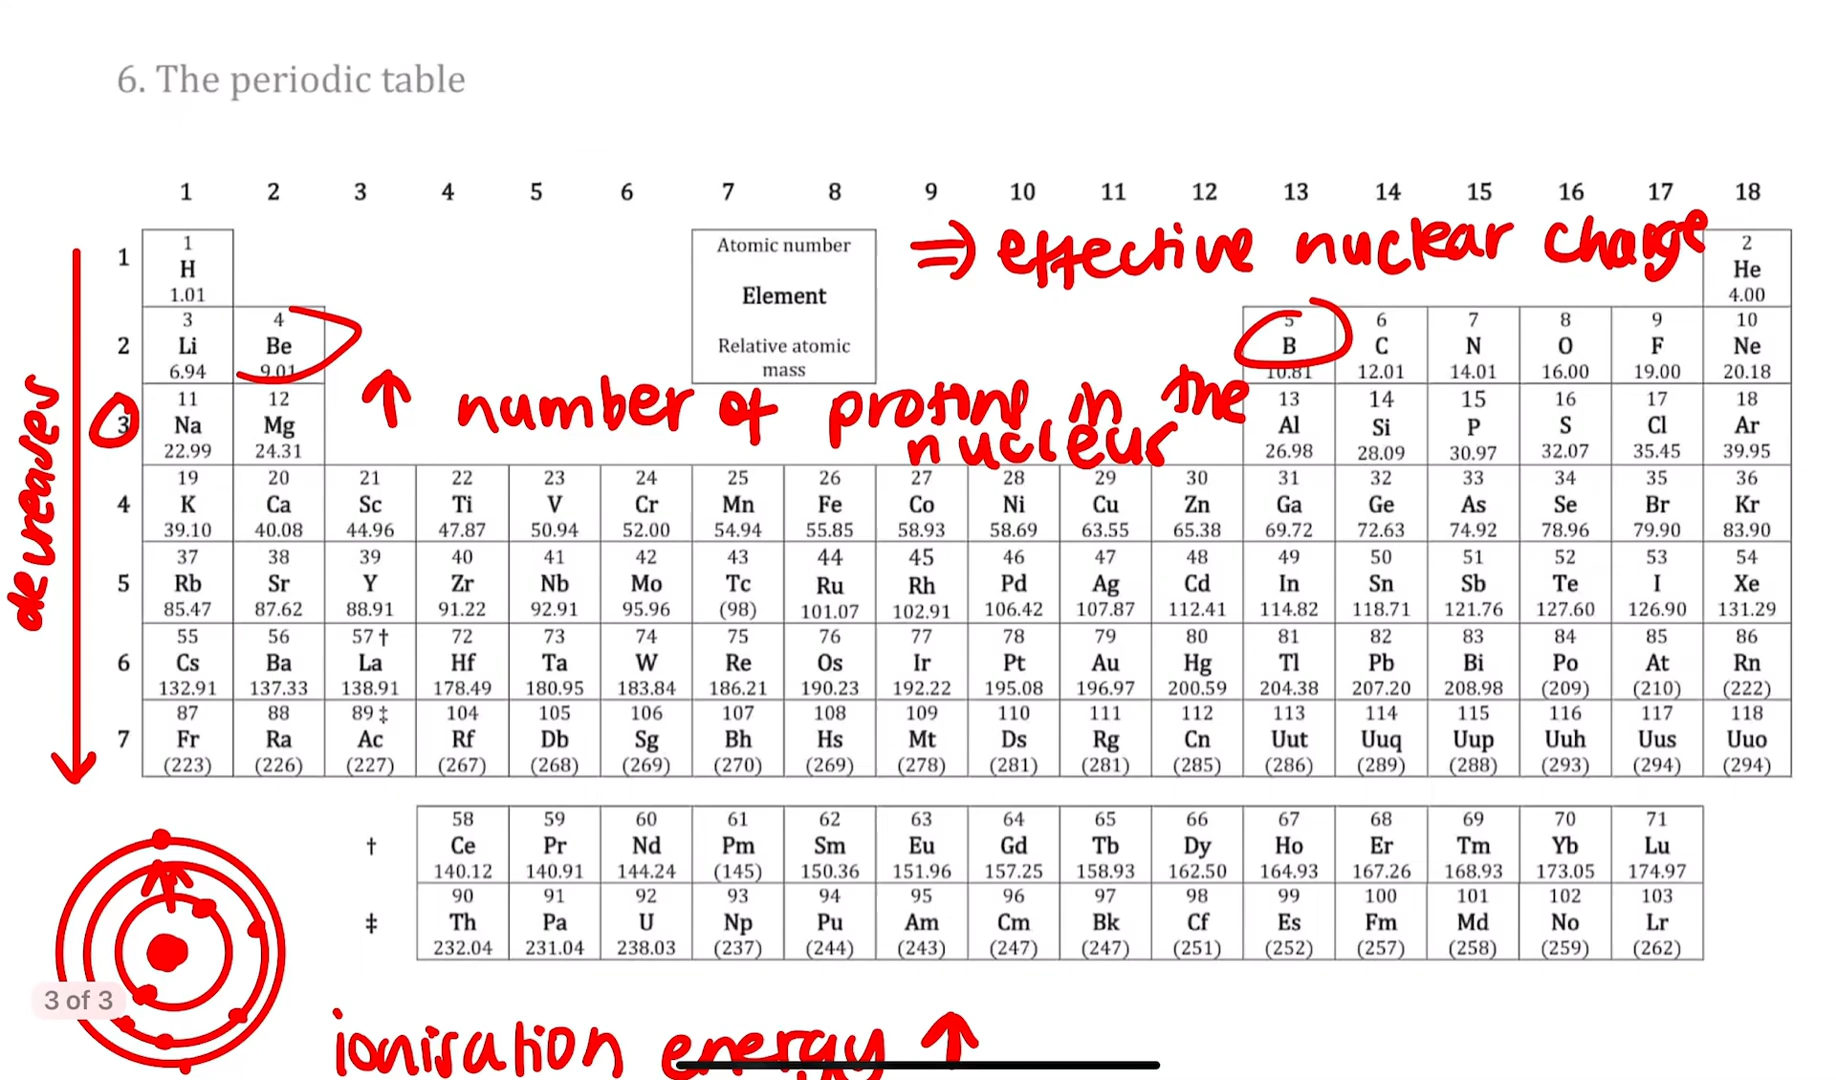 6. The periodic table
1 2 3 4 5 6 7 8 9 10 11 12 13 14 15 16 17 18
⇒ effective nuclear charge
1
1 Atomic number 2
H Element He
1.01 Relative atomic mass 4.00
2
3 4 5 6 7 8 9 10
Li Be B C N O F Ne
6.94 9.01 10.81 12.01 14.01 16.00 19.00 20.18
↑ number of protins in the
nucleus
3
11 12 13 14 15 16 17 18
Na Mg Al Si P S Cl Ar
22.99 24.31 26.98 28.09 30.97 32.07 35.45 39.95
4
19 20 21 22 23 24 25 26 27 28 29 30 31 32 33 34 35 36
K Ca Sc Ti V Cr Mn Fe Co Ni Cu Zn Ga Ge As Se Br Kr
39.10 40.08 44.96 47.87 50.94 52.00 54.94 55.85 58.93 58.69 63.55 65.38 69.72 72.63 74.92 78.96 79.90 83.90
decreases
5
37 38 39 40 41 42 43 44 45 46 47 48 49 50 51 52 53 54
Rb Sr Y Zr Nb Mo Tc Ru Rh Pd Ag Cd In Sn Sb Te I Xe
85.47 87.62 88.91 91.22 92.91 95.96 (98) 101.07 102.91 106.42 107.87 112.41 114.82 118.71 121.76 127.60 126.90 131.29
6
55 56 57 † 72 73 74 75 76 77 78 79 80 81 82 83 84 85 86
Cs Ba La Hf Ta W Re Os Ir Pt Au Hg Tl Pb Bi Po At Rn
132.91 137.33 138.91 178.49 180.95 183.84 186.21 190.23 192.22 195.08 196.97 200.59 204.38 207.20 208.98 (209) (210) (222)
7
87 88 89 ‡ 104 105 106 107 108 109 110 111 112 113 114 115 116 117 118
Fr Ra Ac Rf Db Sg Bh Hs Mt Ds Rg Cn Uut Uuq Uup Uuh Uus Uuo
(223) (226) (227) (267) (268) (269) (270) (269) (278) (281) (281) (285) (286) (289) (288) (293) (294) (294)
†
58 59 60 61 62 63 64 65 66 67 68 69 70 71
Ce Pr Nd Pm Sm Eu Gd Tb Dy Ho Er Tm Yb Lu
140.12 140.91 144.24 (145) 150.36 151.96 157.25 158.93 162.50 164.93 167.26 168.93 173.05 174.97
‡
90 91 92 93 94 95 96 97 98 99 100 101 102 103
Th Pa U Np Pu Am Cm Bk Cf Es Fm Md No Lr
232.04 231.04 238.03 (237) (244) (243) (247) (247) (251) (252) (257) (258) (259) (262)
3 of 3
ionisation energy ↑